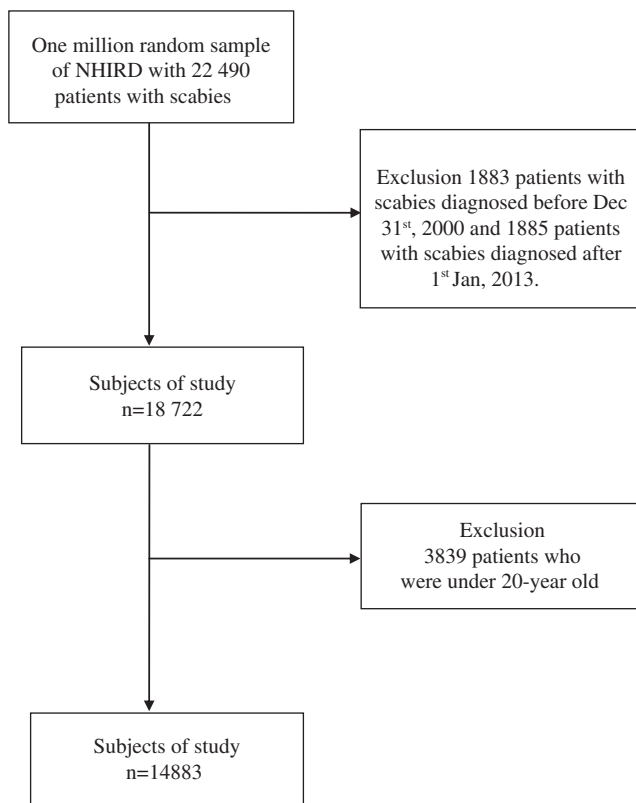 One million random sample
of NHIRD with 22 490
patients with scabies
Exclusion 1883 patients with
scabies diagnosed before Dec
31st, 2000 and 1885 patients
with scabies diagnosed after
1st Jan, 2013.
Subjects of study
n=18 722
Exclusion
3839 patients who
were under 20-year old
Subjects of study
n=14883